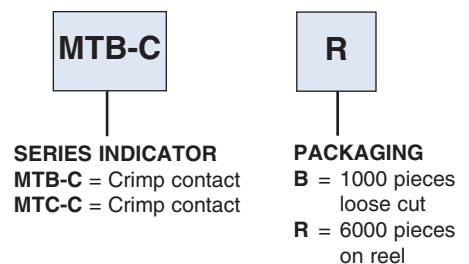 MTB-C
R
SERIES INDICATOR
MTB-C = Crimp contact
MTC-C = Crimp contact
PACKAGING
B = 1000 pieces
loose cut
R = 6000 pieces
on reel